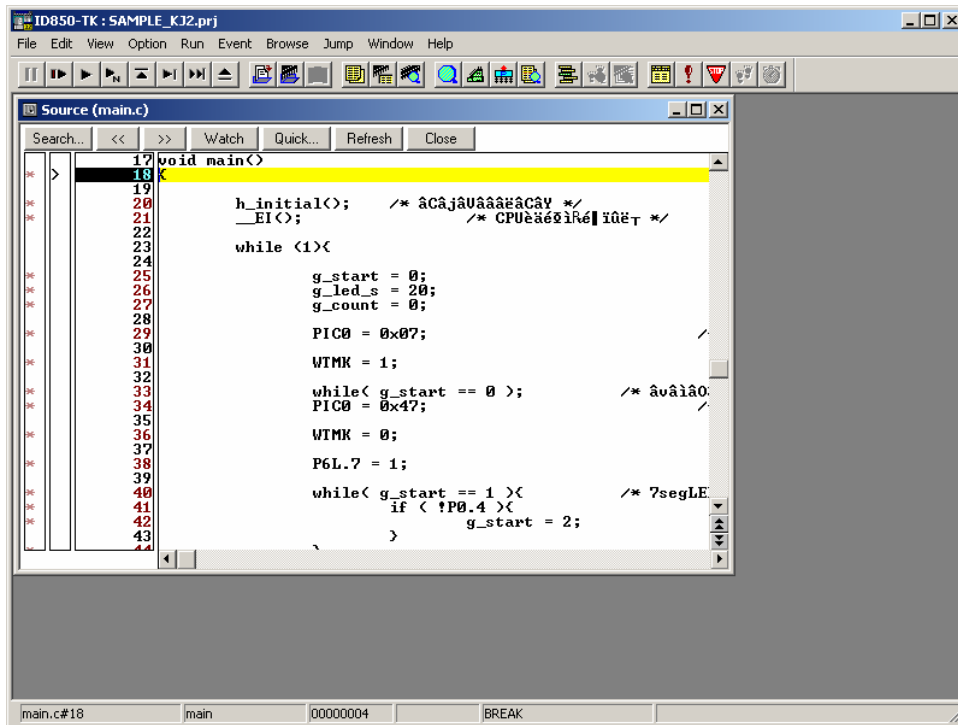 ID850-TK : SAMPLE_KJ2.prj
File Edit View Option Run Event Browse Jump Window Help
Source (main.c)
Search... << >> Watch Quick... Refresh Close
17 void main()
* > 18 {
19
* 20 h_initial(); /*
* 21 __EI(); /* CPU */
22
23 while (1){
24
* 25 g_start = 0;
* 26 g_led_s = 20;
* 27 g_count = 0;
28
* 29 PIC0 = 0x07; /
30
* 31 WTMK = 1;
32
* 33 while( g_start == 0 ); /*
* 34 PIC0 = 0x47; /
35
* 36 WTMK = 0;
37
* 38 P6L.7 = 1;
39
* 40 while( g_start == 1 ){ /* 7segLE
* 41 if ( !P0.4 ){
* 42 g_start = 2;
43 }
44 }
main.c#18 main 00000004 BREAK